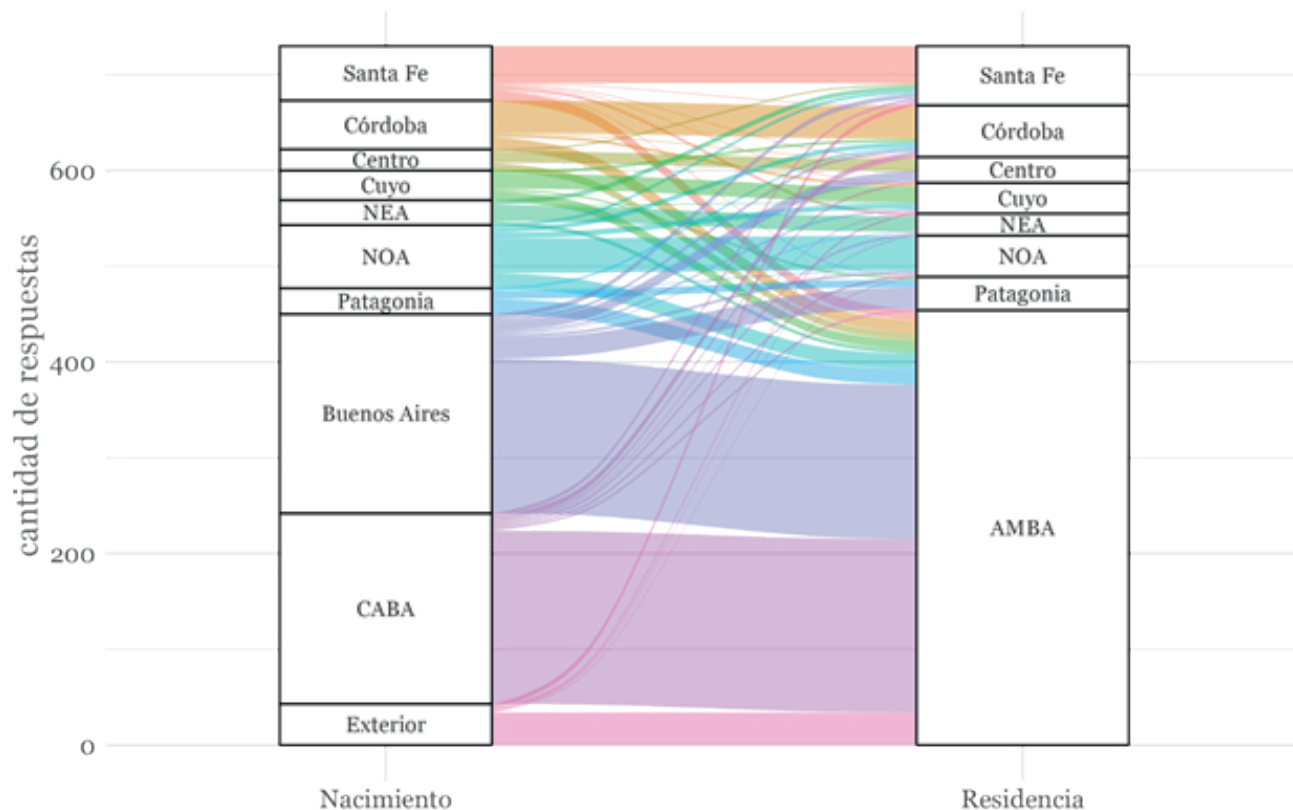 cantidad de respuestas
600
400
200
0
Santa Fe
Córdoba
Centro
Cuyo
NEA
NOA
Patagonia
Buenos Aires
CABA
Exterior
Santa Fe
Córdoba
Centro
Cuyo
NEA
NOA
Patagonia
AMBA
Nacimiento
Residencia